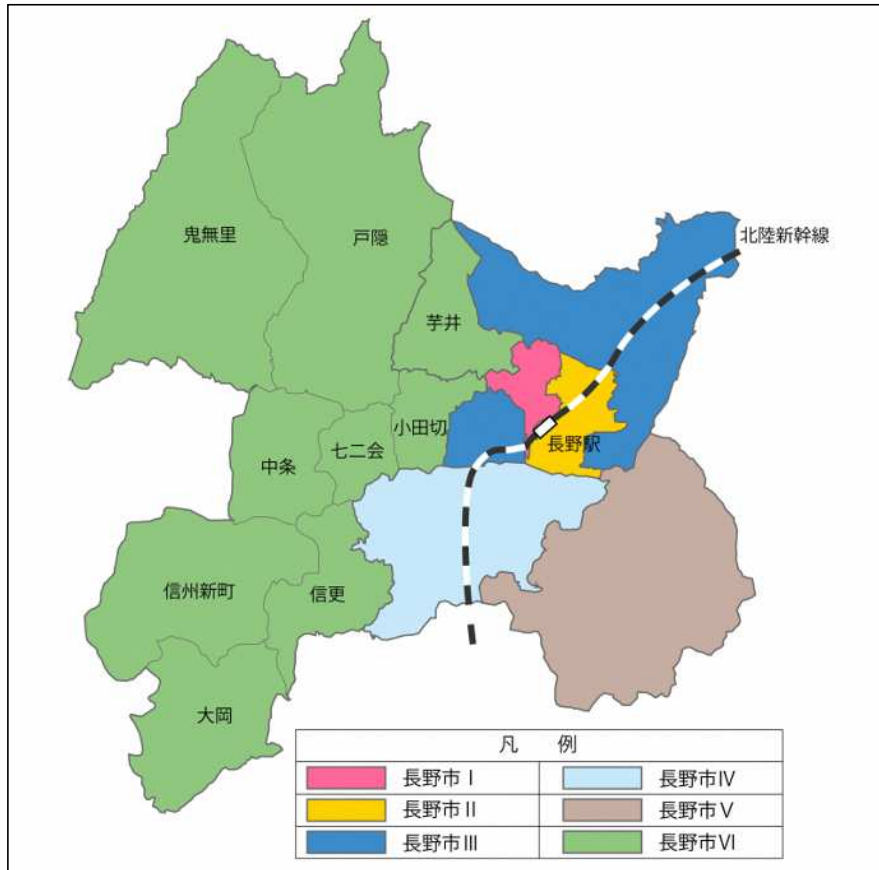 北陸新幹線
鬼無里
戸隠
芋井
小田切
七二会
中条
長野駅
信州新町
信更
大岡
凡 例
長野市Ⅰ
長野市Ⅳ
長野市Ⅱ
長野市Ⅴ
長野市Ⅲ
長野市Ⅵ